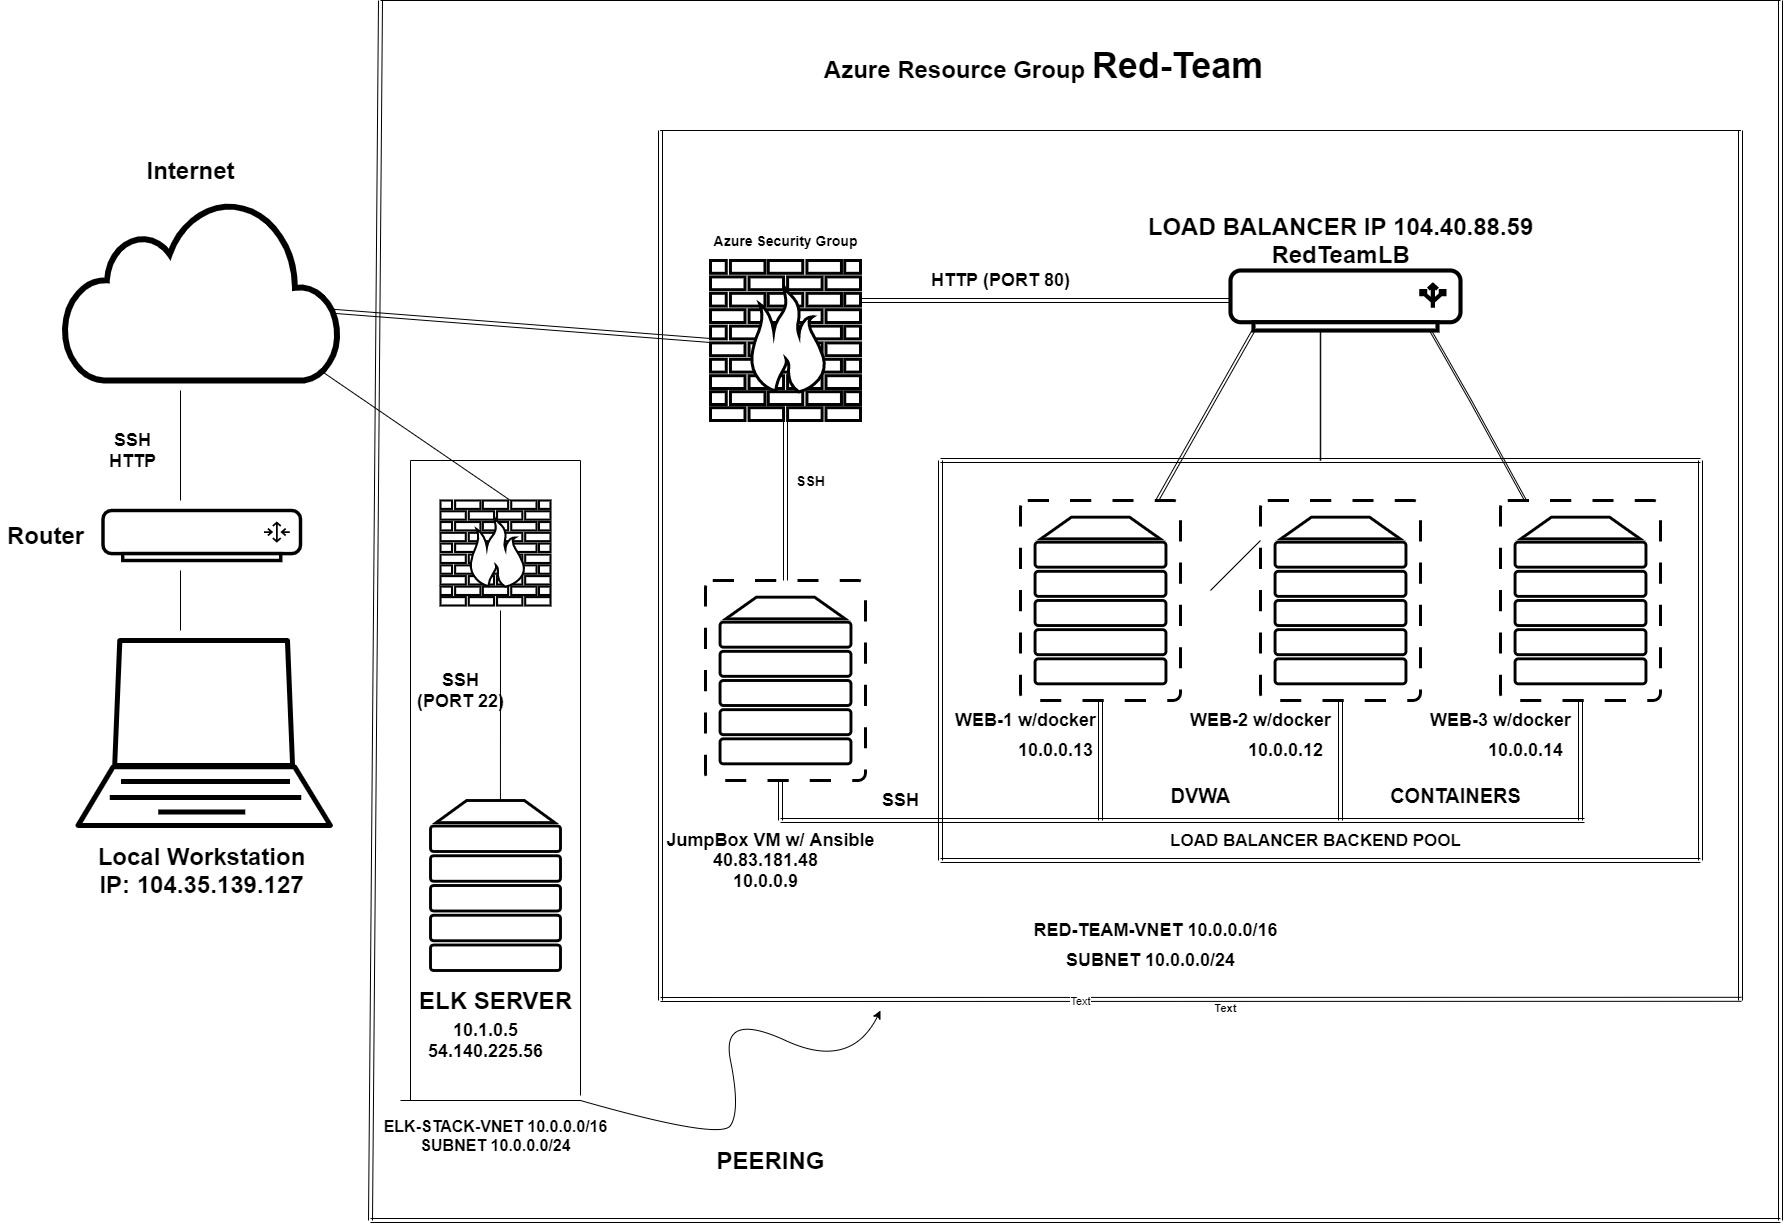 Azure Resource Group Red-Team
Internet
LOAD BALANCER IP 104.40.88.59
RedTeamLB
Azure Security Group
HTTP (PORT 80)
SSH
HTTP
SSH
Router
SSH
(PORT 22)
WEB-1 w/docker
10.0.0.13
WEB-2 w/docker
10.0.0.12
WEB-3 w/docker
10.0.0.14
SSH
DVWA
CONTAINERS
LOAD BALANCER BACKEND POOL
JumpBox VM w/ Ansible
40.83.181.48
10.0.0.9
Local Workstation
IP: 104.35.139.127
RED-TEAM-VNET 10.0.0.0/16
SUBNET 10.0.0.0/24
Text
Text
ELK SERVER
10.1.0.5
54.140.225.56
ELK-STACK-VNET 10.0.0.0/16
SUBNET 10.0.0.0/24
PEERING